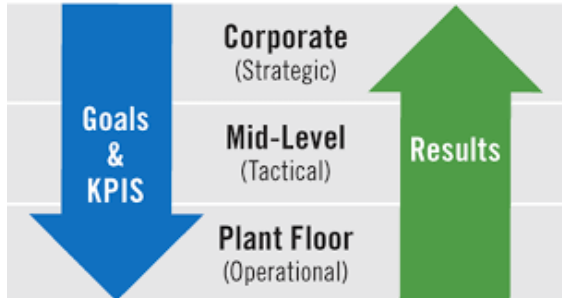 Corporate
(Strategic)
Goals
&
KPIS
Mid-Level
(Tactical)
Results
Plant Floor
(Operational)